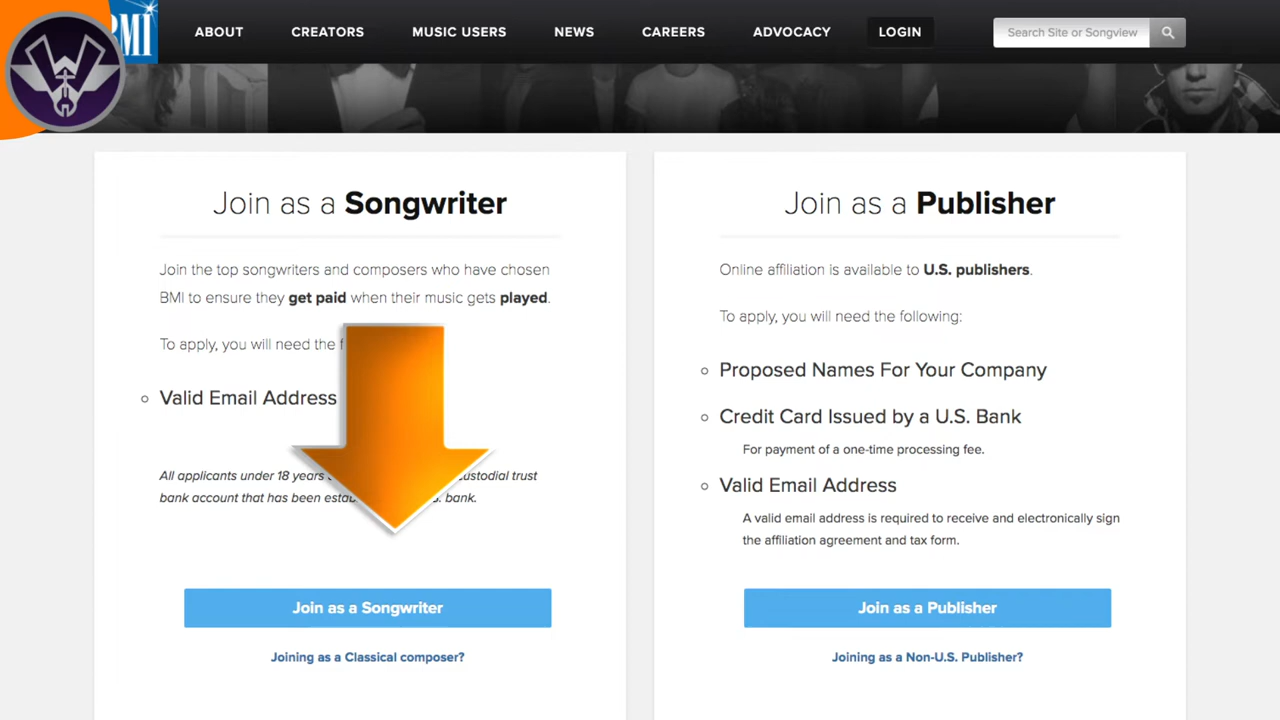 BMI
ABOUT CREATORS MUSIC USERS NEWS CAREERS ADVOCACY LOGIN Search Site or Songview
Join as a Songwriter
Join the top songwriters and composers who have chosen
BMI to ensure they get paid when their music gets played.
To apply, you will need the
Valid Email Address
All applicants under 18 years custodial trust
bank account that has been bank.
Join as a Songwriter
Joining as a Classical composer?
Join as a Publisher
Online affiliation is available to U.S. publishers.
To apply, you will need the following:
Proposed Names For Your Company
Credit Card Issued by a U.S. Bank
For payment of a one-time processing fee.
Valid Email Address
A valid email address is required to receive and electronically sign
the affiliation agreement and tax form.
Join as a Publisher
Joining as a Non-U.S. Publisher?